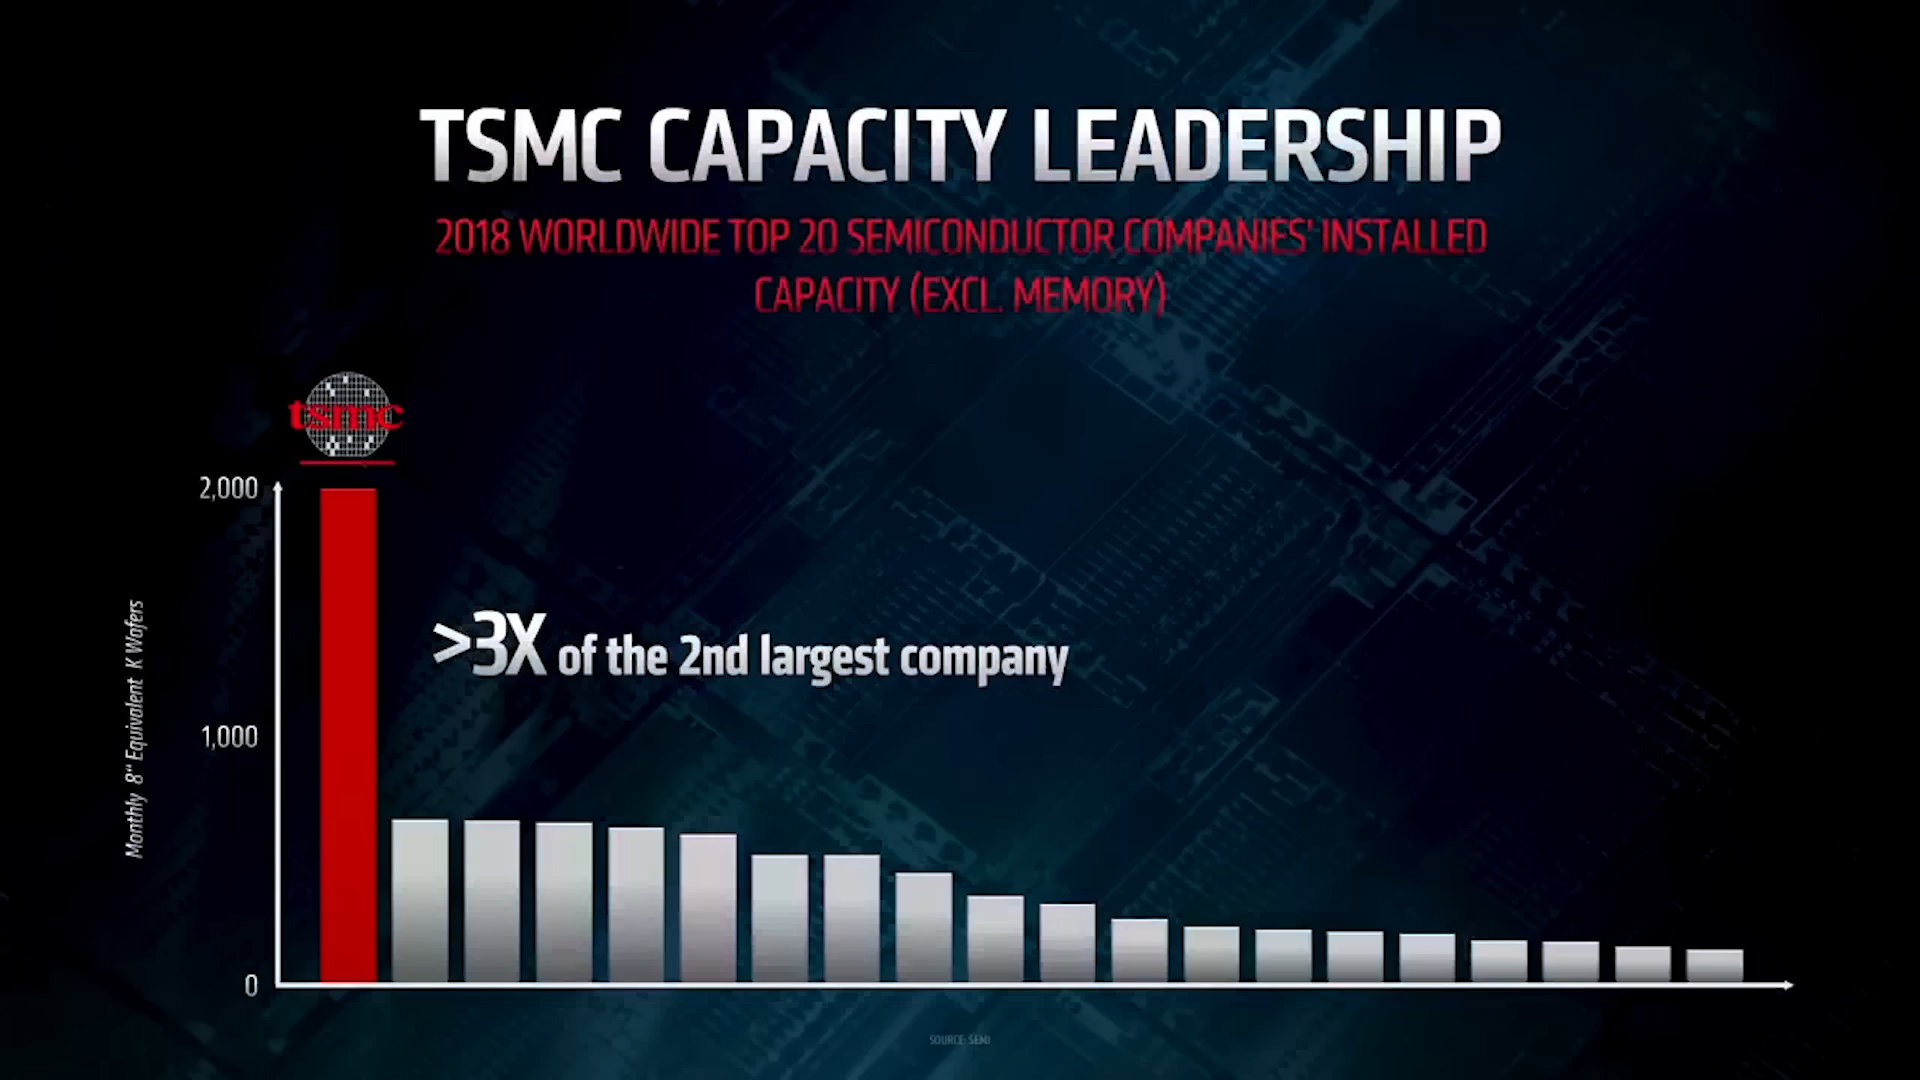 TSMC CAPACITY LEADERSHIP
2018 WORLDWIDE TOP 20 SEMICONDUCTOR COMPANIES' INSTALLED
CAPACITY (EXCL. MEMORY)
tsmc
2,000
>3X of the 2nd largest company
1,000
Monthly 8" Equivalent K Wafers
0
SOURCE: SEMI